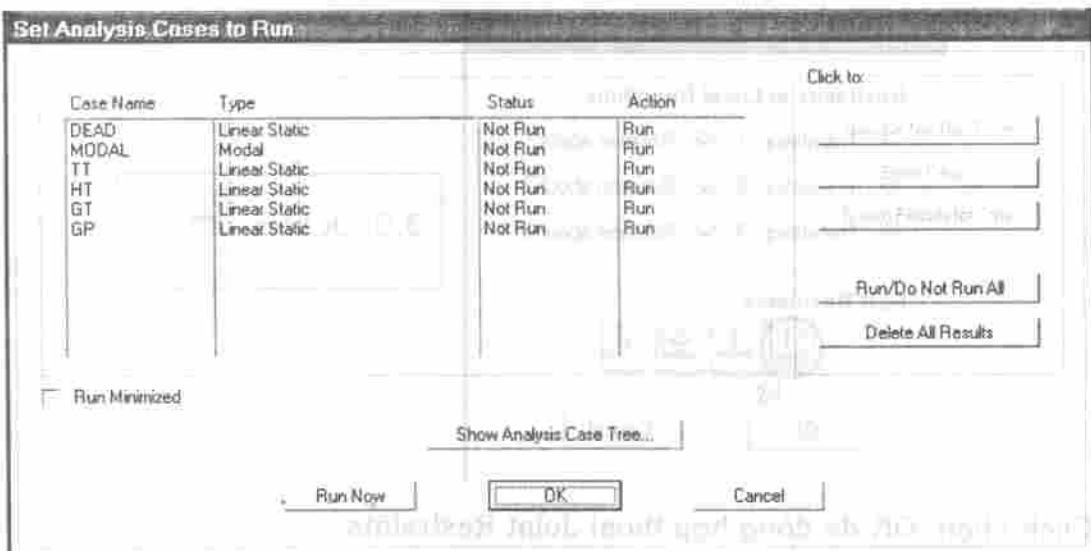 Set Analysis Cases to Run
Click to:
Case Name Type Status Action
DEAD Linear Static Not Run Run
MODAL Modal Not Run Run
TT Linear Static Not Run Run
HT Linear Static Not Run Run
GT Linear Static Not Run Run
GP Linear Static Not Run Run
Run/Do Not Run All
Delete All Results
Run Minimized
Show Analysis Case Tree...
Run Now OK Cancel